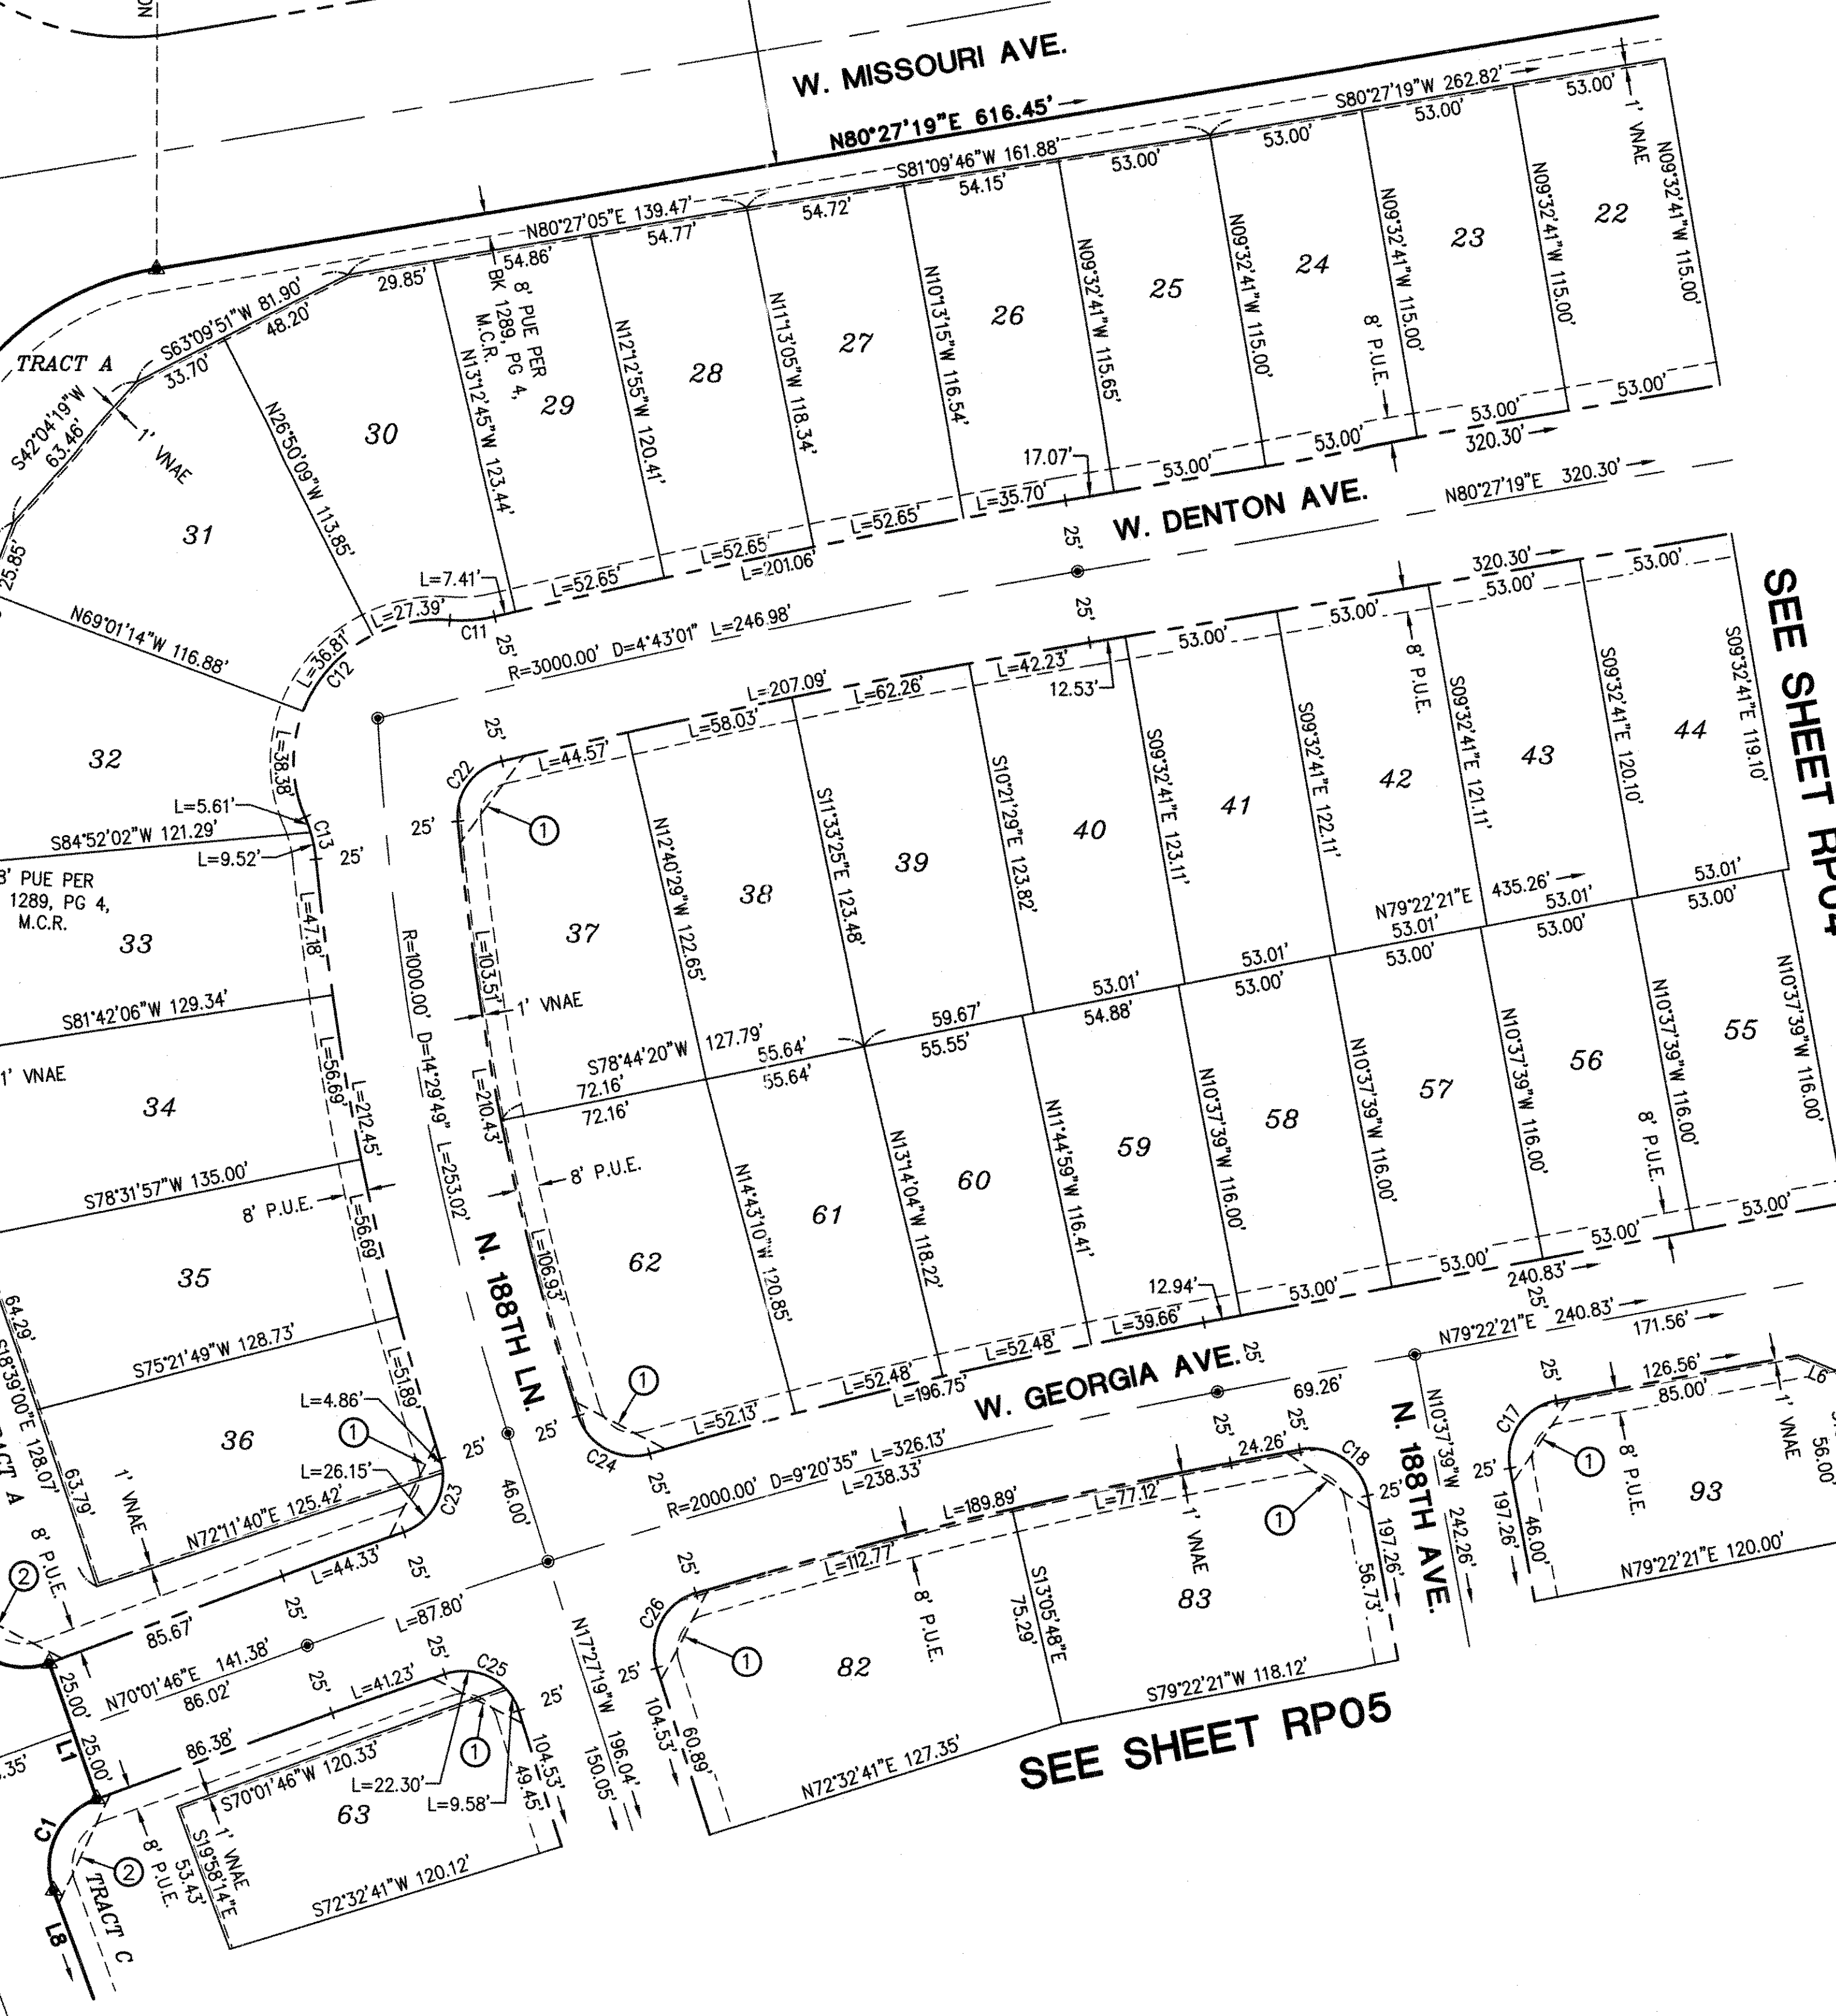 W. MISSOURI AVE.
N80°27'19"E 616.45'
S80°27'19"W 262.82'
53.00'
53.00'
53.00'
53.00'
1' VNAE
S81°09'46"W 161.88'
54.15'
54.72'
N80°27'05"E 139.47'
54.77'
54.86'
29.85'
8' PUE PER
BK 1289, PG 4,
M.C.R.
S63°09'51"W 81.90'
48.20'
33.70'
TRACT A
S42°04'19"W
63.46'
1' VNAE
25.85'
22
23
24
25
26
27
28
29
30
31
N09°32'41"W 115.00'
N09°32'41"W 115.00'
N09°32'41"W 115.00'
N09°32'41"W 115.00'
N09°32'41"W 115.65'
N10°13'15"W 116.54'
N11°13'05"W 118.34'
N12°12'55"W 120.41'
N13°12'45"W 123.44'
N26°50'09"W 113.85'
N69°01'14"W 116.88'
8' P.U.E.
53.00'
53.00'
53.00'
53.00'
320.30'
17.07'
L=35.70'
L=52.65'
L=52.65'
L=201.06'
L=52.65'
L=7.41'
L=27.39'
C11
25'
L=36.81'
C12
W. DENTON AVE.
N80°27'19"E 320.30'
25'
25'
R=3000.00' D=4°43'01" L=246.98'
SEE SHEET RP04
320.30'
53.00'
53.00'
53.00'
53.00'
12.53'
L=42.23'
L=62.26'
L=207.09'
L=58.03'
L=44.57'
25'
C22
25'
1
8' P.U.E.
32
L=38.38'
L=5.61'
C13
S84°52'02"W 121.29'
L=9.52'
25'
8' PUE PER
1289, PG 4,
M.C.R.
33
L=47.18'
S81°42'06"W 129.34'
1' VNAE
34
L=56.69'
L=212.45'
S78°31'57"W 135.00'
8' P.U.E.
L=56.69'
35
S75°21'49"W 128.73'
L=51.89'
36
L=4.86'
1
L=26.15'
C23
25'
N72°11'40"E 125.42'
1' VNAE
64.29'
S18°39'00"E 128.07'
63.79'
8' P.U.E.
2
L=44.33'
25'
25'
85.67'
R=1000.00' D=14°29'49" L=253.02'
N. 188TH LN.
37
38
39
40
41
42
43
44
S09°32'41"E 119.10'
S09°32'41"E 120.10'
S09°32'41"E 121.11'
S09°32'41"E 122.11'
S09°32'41"E 123.11'
S10°21'29"E 123.82'
S11°33'25"E 123.48'
N12°40'29"W 122.65'
L=103.51'
1' VNAE
L=210.43'
N79°22'21"E 435.26'
53.01'
53.01'
53.01'
53.01'
53.01'
59.67'
S78°44'20"W 127.79'
55.64'
72.16'
72.16'
55.64'
55.55'
54.88'
53.00'
53.00'
53.00'
53.00'
8' P.U.E.
L=106.93'
55
56
57
58
59
60
61
62
N10°37'39"W 116.00'
N10°37'39"W 116.00'
N10°37'39"W 116.00'
N10°37'39"W 116.00'
N10°37'39"W 116.00'
N11°44'59"W 116.41'
N13°14'04"W 118.22'
N14°43'10"W 120.85'
8' P.U.E.
53.00'
53.00'
53.00'
53.00'
240.83'
12.94'
L=39.66'
L=52.48'
L=52.48'
L=196.75'
L=52.13'
1
25'
C24
25'
25'
25'
W. GEORGIA AVE.
N79°22'21"E 240.83'
171.56'
69.26'
R=2000.00' D=9°20'35" L=326.13'
L=238.33'
46.00'
N. 188TH AVE.
N10°37'39"W 242.26'
25'
126.56'
85.00'
L6
C17
25'
1
8' P.U.E.
1' VNAE
56.00'
93
197.26'
46.00'
N79°22'21"E 120.00'
25'
25'
24.26'
C18
25'
L=77.12'
L=189.89'
1' VNAE
1
197.26'
56.73'
83
S13°05'48"E
75.29'
S79°22'21"W 118.12'
L=112.77'
8' P.U.E.
82
25'
C26
25'
1
104.53'
60.89'
N72°32'41"E 127.35'
SEE SHEET RP05
L=87.80'
N70°01'46"E 141.38'
86.02'
25.00'
25.00'
L1
25'
25'
L=41.23'
C25
25'
1
86.38'
S70°01'46"W 120.33'
L=22.30'
L=9.58'
N17°27'19"W 196.04'
150.05'
104.53'
49.45'
63
1' VNAE
S19°58'14"E
53.43'
S72°32'41"W 120.12'
8' P.U.E.
C1
2
TRACT C
L8